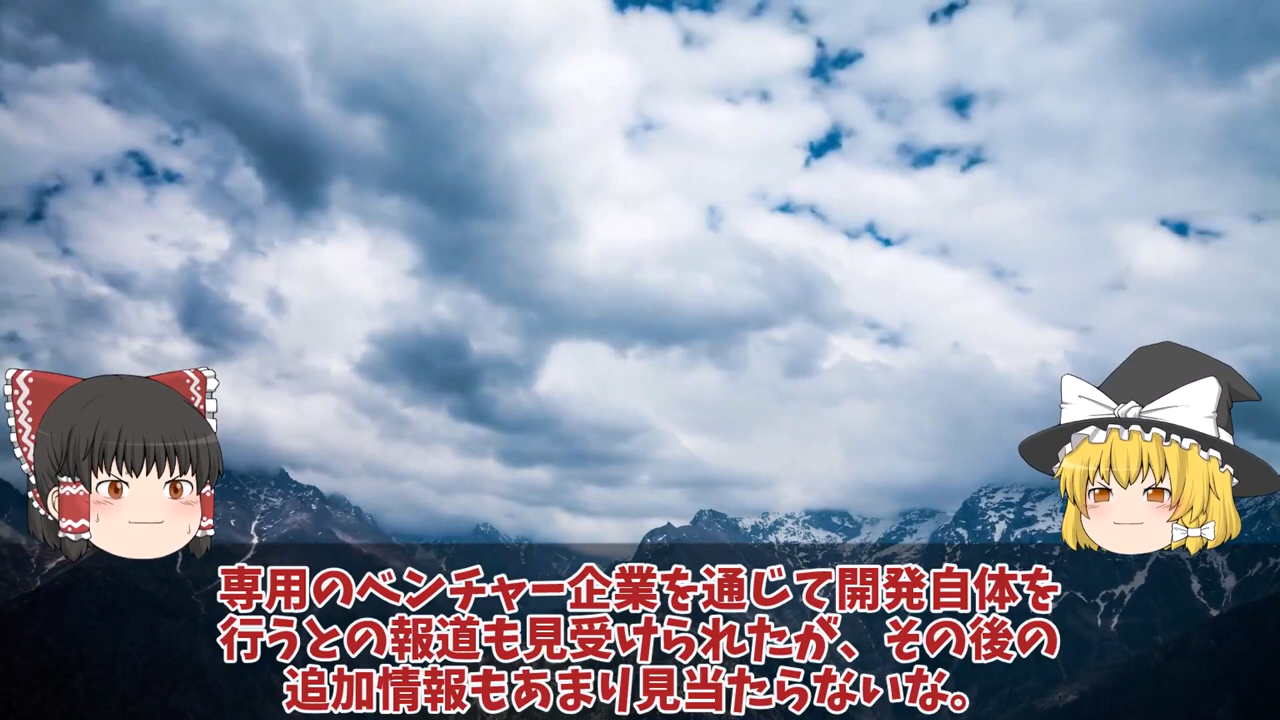 専用のベンチャー企業を通じて開発自体を
行うとの報道も見受けられたが、その後の
追加情報もあまり見当たらないな。